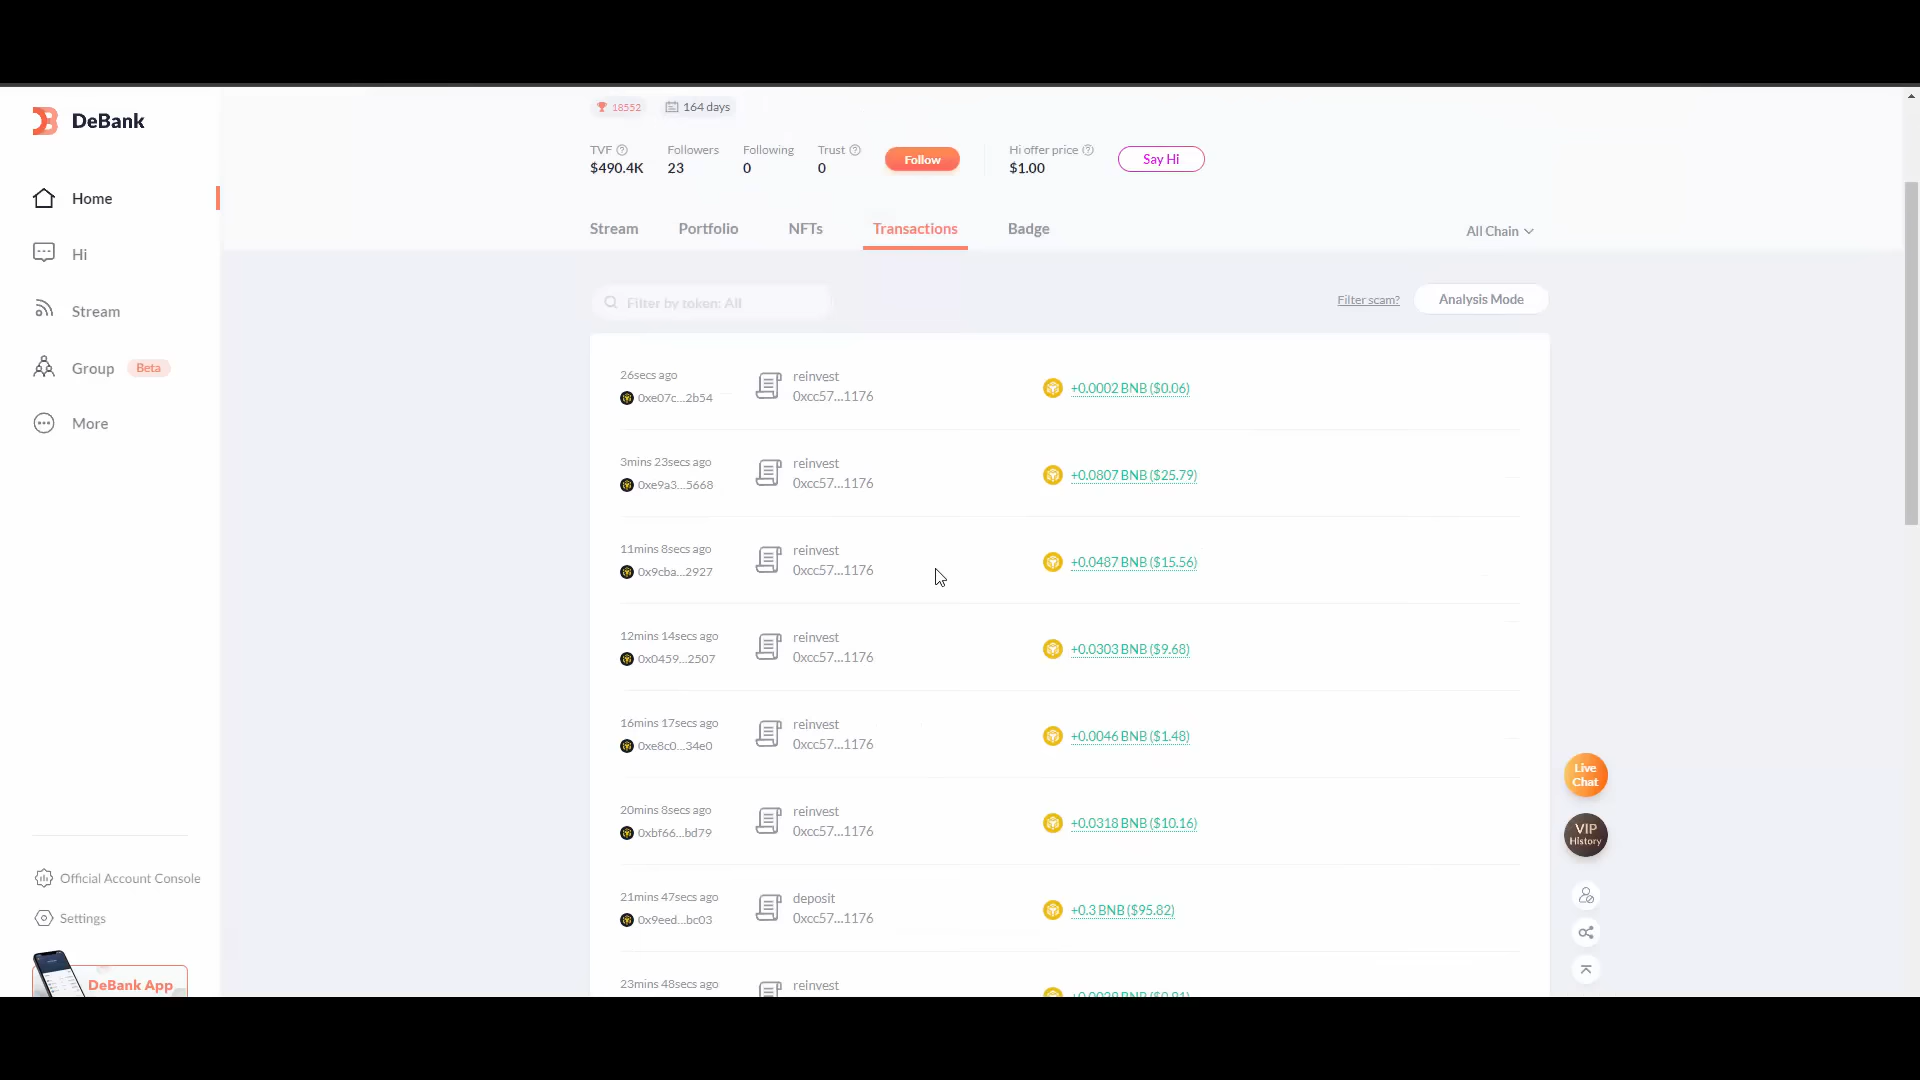 DeBank
Home
Hi
Stream
Group Beta
More
Official Account Console
Settings
DeBank App
18552 164 days
TVF Followers Following Trust
$490.4K 23 0 0
Follow
Hi offer price
$1.00
Say Hi
Stream Portfolio NFTs Transactions Badge
All Chain
Filter by token: All
Filter scam? Analysis Mode
26secs ago
0xe07c...2b54
reinvest
0xcc57...1176
+0.0002 BNB ($0.06)
3mins 23secs ago
0xe9a3...5668
reinvest
0xcc57...1176
+0.0807 BNB ($25.79)
11mins 8secs ago
0x9cba...2927
reinvest
0xcc57...1176
+0.0487 BNB ($15.56)
12mins 14secs ago
0x0459...2507
reinvest
0xcc57...1176
+0.0303 BNB ($9.68)
16mins 17secs ago
0xe8c0...34e0
reinvest
0xcc57...1176
+0.0046 BNB ($1.48)
20mins 8secs ago
0xbf66...bd79
reinvest
0xcc57...1176
+0.0318 BNB ($10.16)
21mins 47secs ago
0x9eed...bc03
deposit
0xcc57...1176
+0.3 BNB ($95.82)
23mins 48secs ago
reinvest
Live
Chat
VIP
History